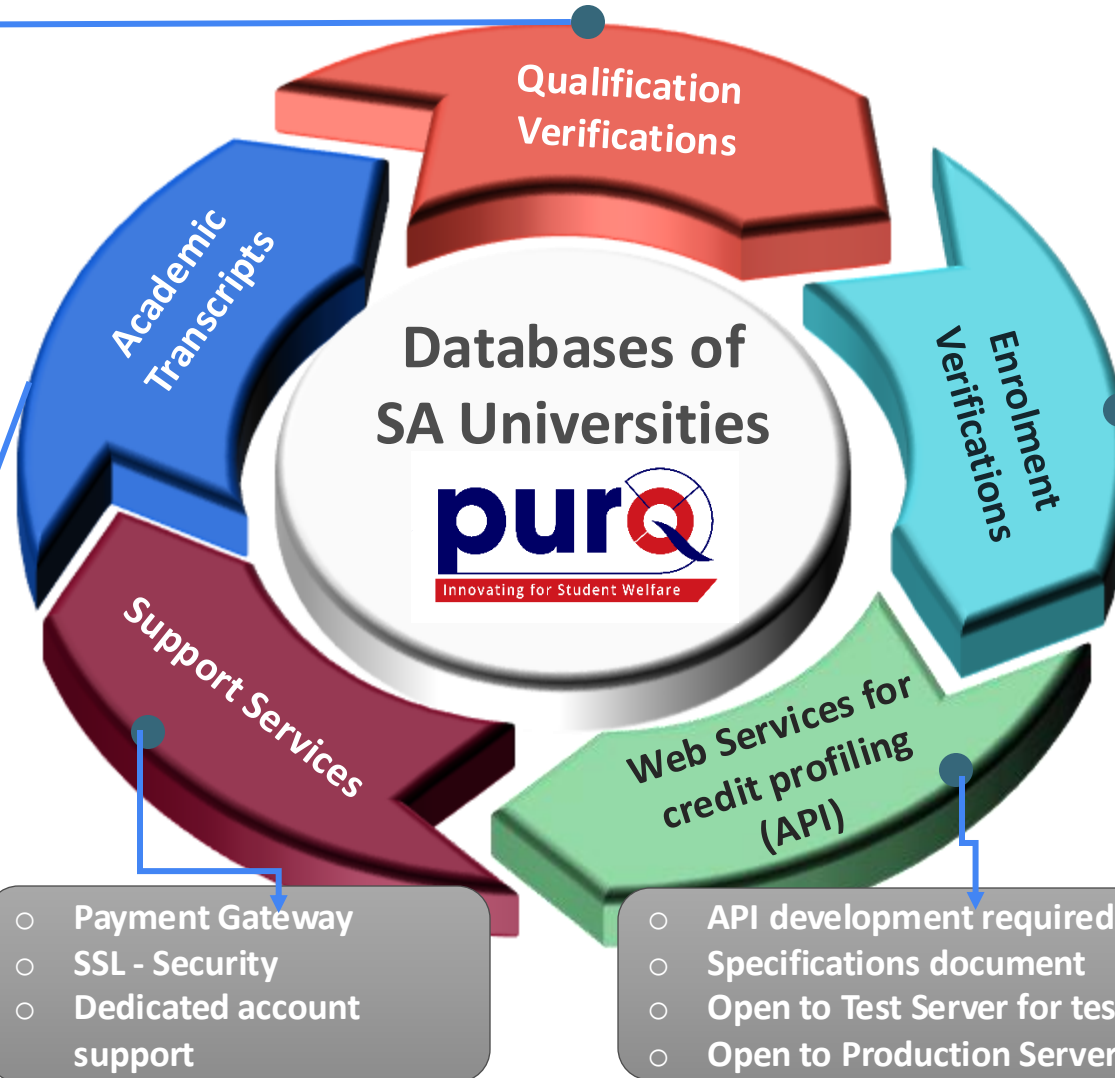 Qualification
Verifications
Academic
Transcripts
Enrolment
Verifications
Databases of
SA Universities
purQ
Innovating for Student Welfare
Support Services
Web Services for
credit profiling
(API)
○ Payment Gateway
○ SSL - Security
○ Dedicated account
support
○ API development required
○ Specifications document
○ Open to Test Server for tes
○ Open to Production Server